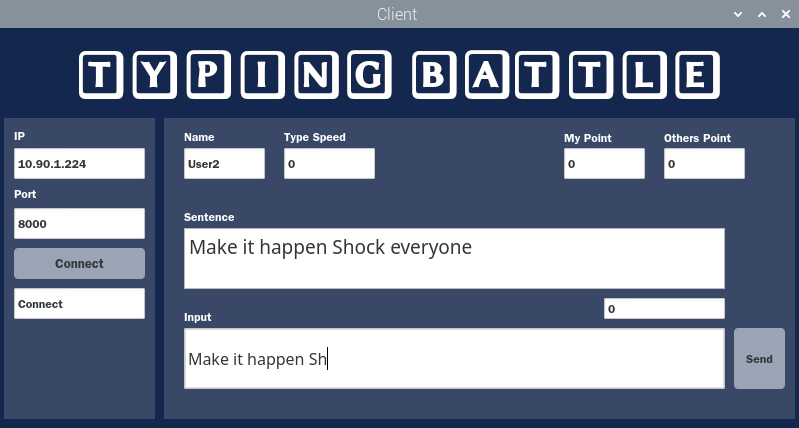 Client
TYPING BATTLE
IP
10.90.1.224
Port
8000
Connect
Connect
Name
User2
Type Speed
0
My Point
0
Others Point
0
Sentence
Make it happen Shock everyone
0
Input
Make it happen Sh
Send